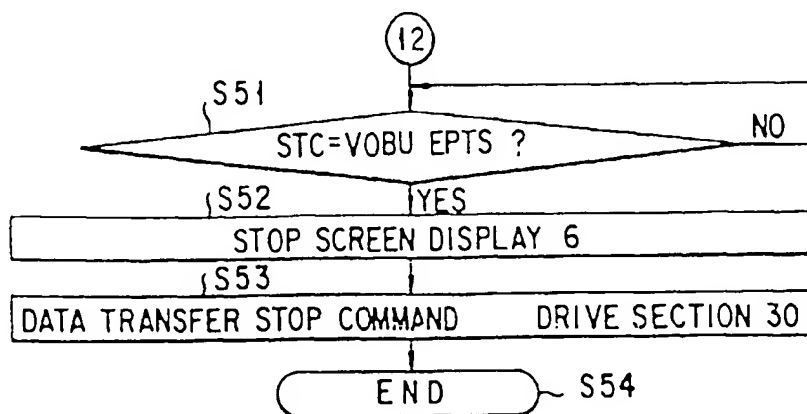 12
S51
STC=VOBU EPTS ?
NO
YES
S52
STOP SCREEN DISPLAY 6
S53
DATA TRANSFER STOP COMMAND DRIVE SECTION 30
END
S54